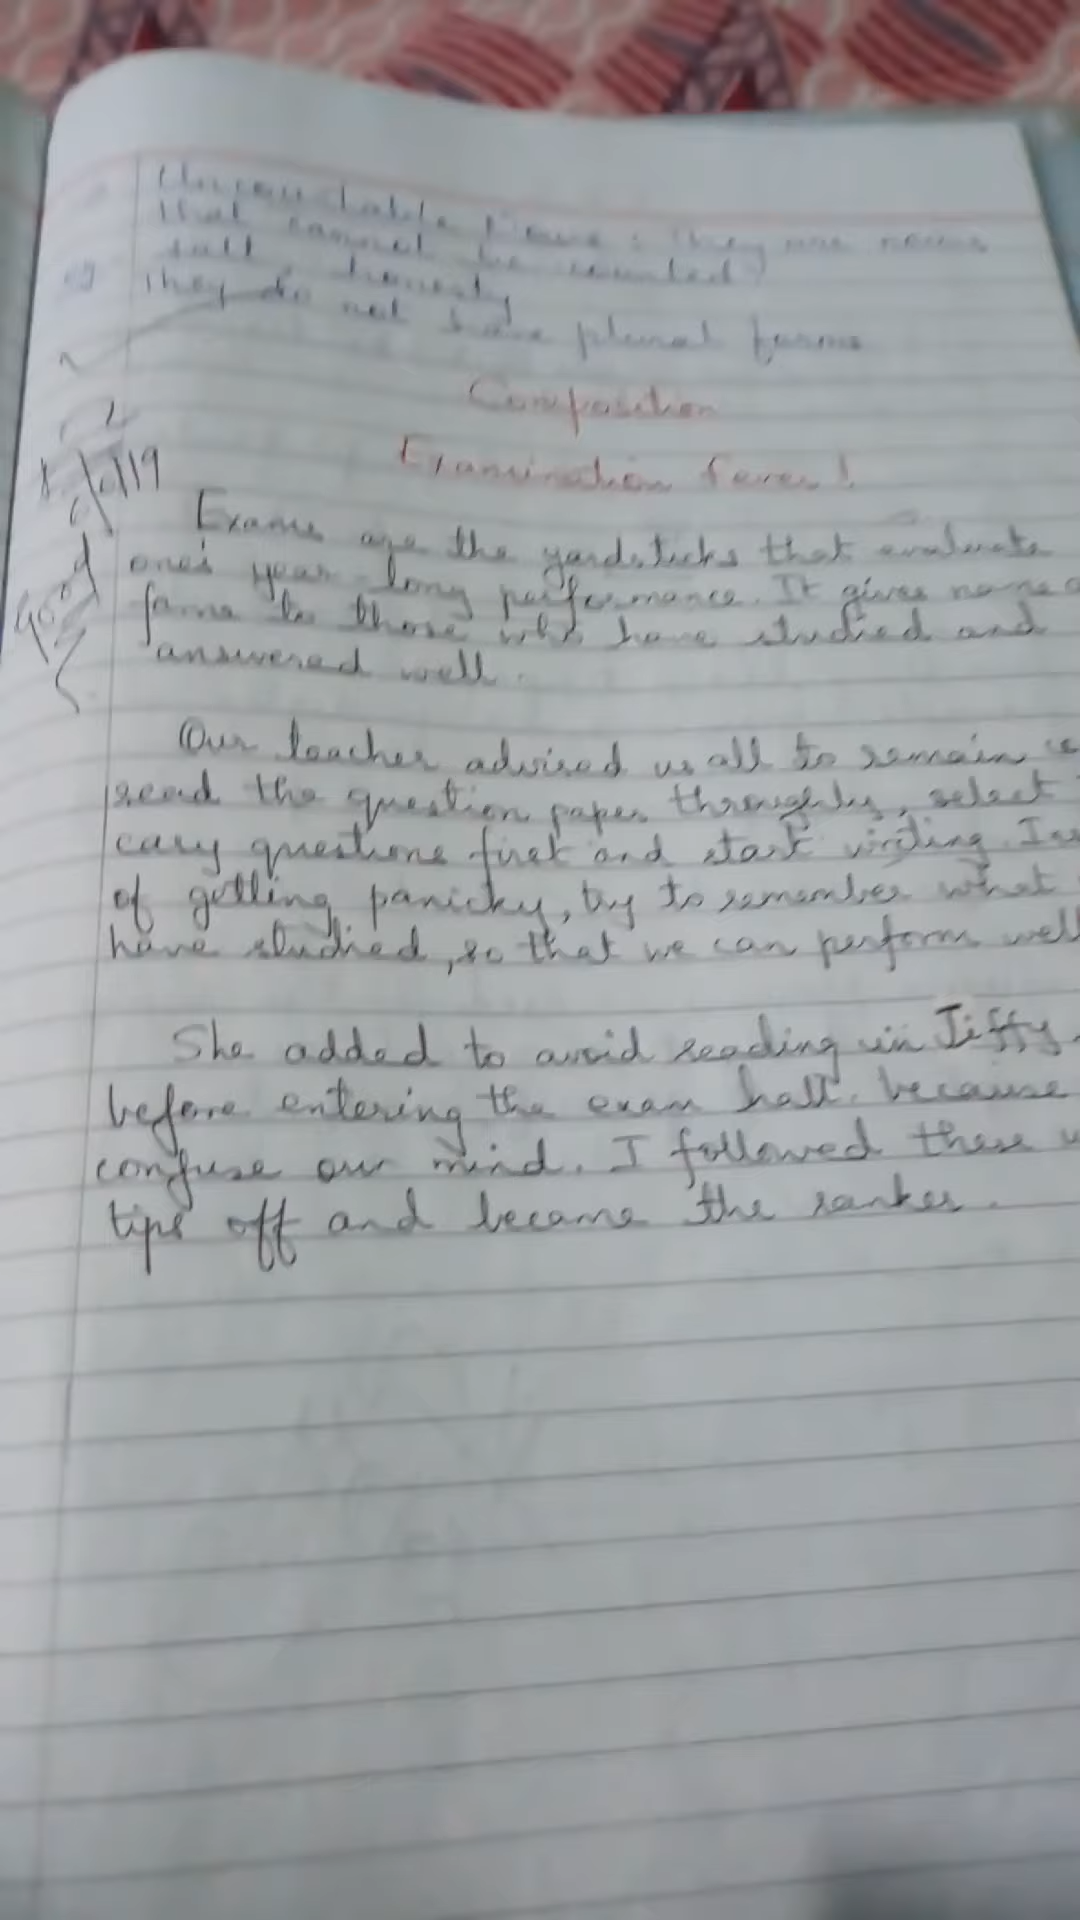 Uncountable Nouns : They are nouns
that cannot be counted.
salt, honesty
They do not have plural forms
Composition
Examination fever!
Exams are the yardsticks that evaluate
one's year long performance. It gives name
fame to those who have studied and
answered well.
Good
Our teacher advised us all to remain
read the question paper throughly, select
easy questions first and start writing.
of getting panicky, try to remember what
have studied, so that we can perform well
She added to avoid reading in Jiffy
before entering the exam hall. because
confuse our mind. I followed these
tips off and became the ranker.